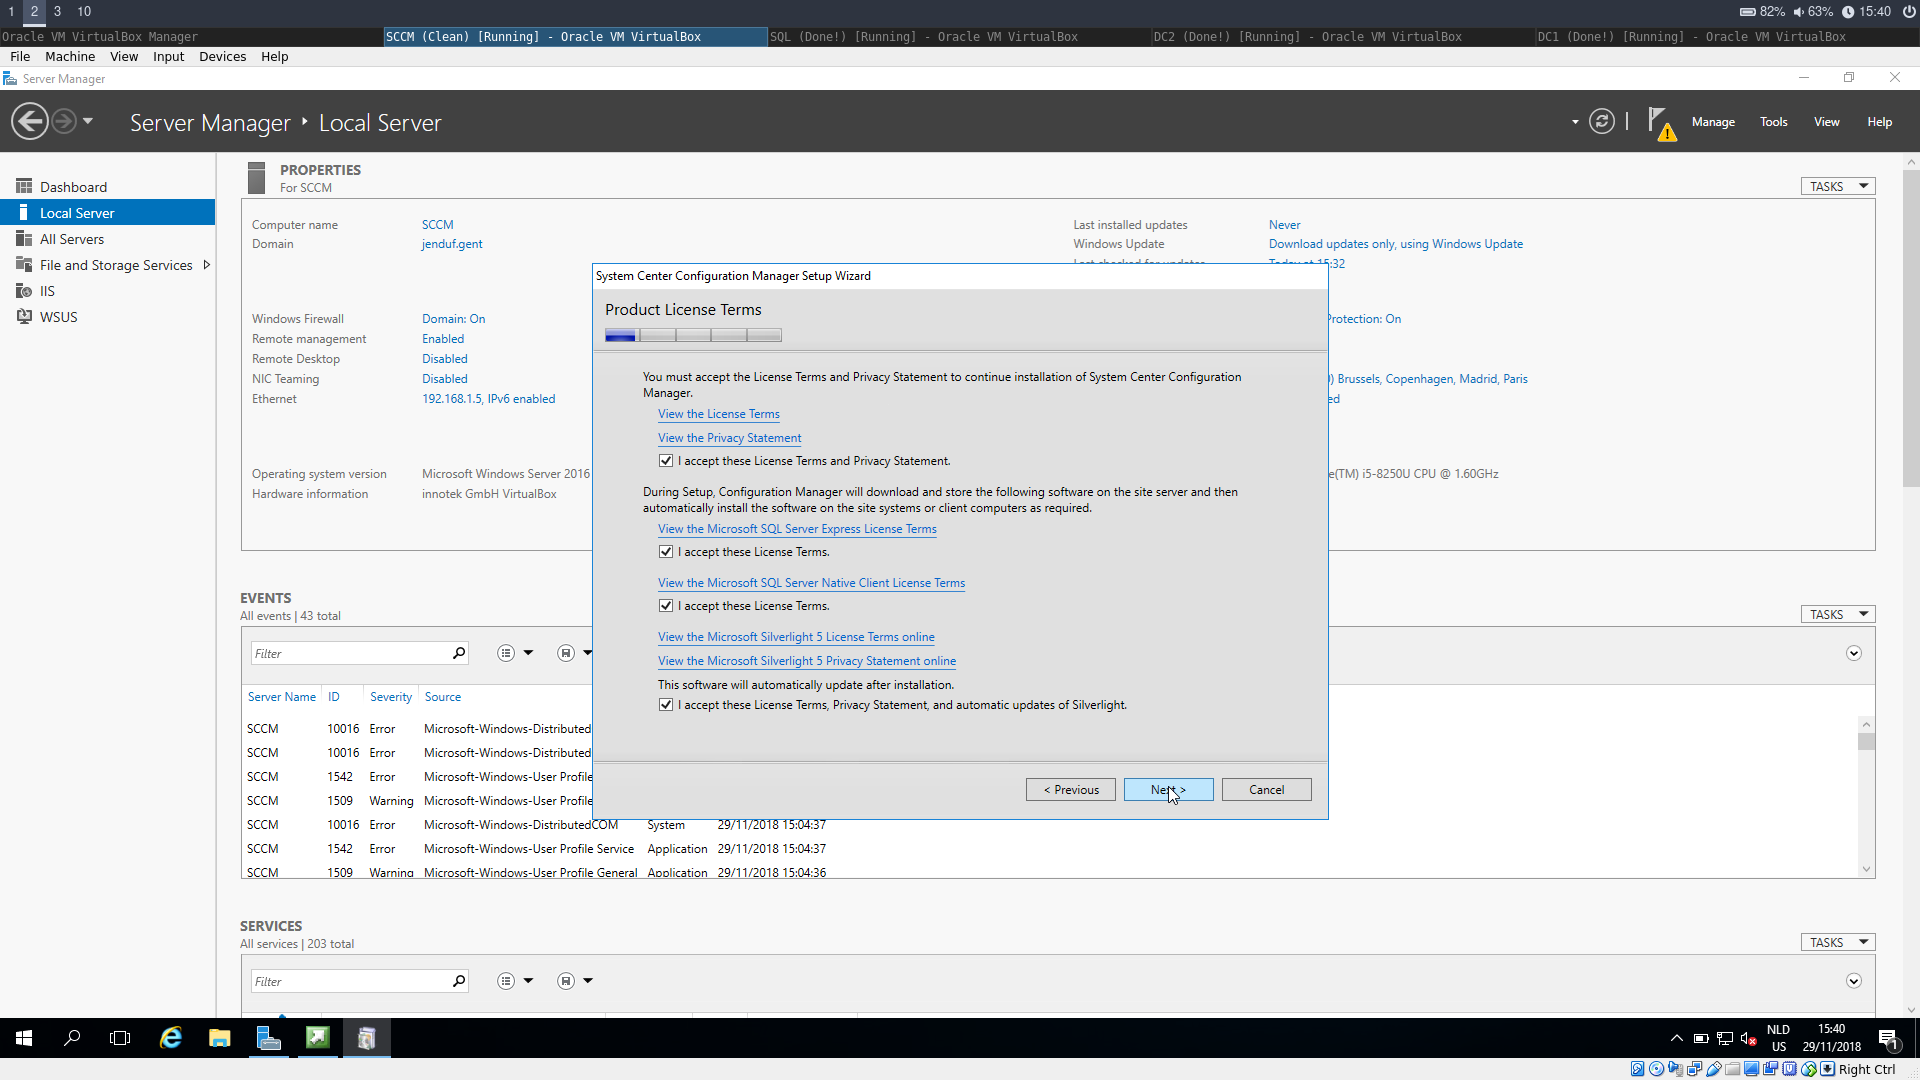 1 2 3 10
82% 63% 15:40
Oracle VM VirtualBox Manager
SCCM (Clean) [Running] - Oracle VM VirtualBox
SQL (Done!) [Running] - Oracle VM VirtualBox
DC2 (Done!) [Running] - Oracle VM VirtualBox
DC1 (Done!) [Running] - Oracle VM VirtualBox
File Machine View Input Devices Help
Server Manager
Server Manager Local Server
Manage Tools View Help
Dashboard
Local Server
All Servers
File and Storage Services
IIS
WSUS
PROPERTIES
For SCCM
TASKS
Computer name SCCM
Domain jenduf.gent
Last installed updates Never
Windows Update Download updates only, using Windows Update
Last checked for updates Today at 15:32
Windows Firewall Domain: On
Remote management Enabled
Remote Desktop Disabled
NIC Teaming Disabled
Ethernet 192.168.1.5, IPv6 enabled
Protection: On
) Brussels, Copenhagen, Madrid, Paris
ed
Operating system version Microsoft Windows Server 2016
Hardware information innotek GmbH VirtualBox
e(TM) i5-8250U CPU @ 1.60GHz
System Center Configuration Manager Setup Wizard
Product License Terms
You must accept the License Terms and Privacy Statement to continue installation of System Center Configuration
Manager.
View the License Terms
View the Privacy Statement
I accept these License Terms and Privacy Statement.
During Setup, Configuration Manager will download and store the following software on the site server and then
automatically install the software on the site systems or client computers as required.
View the Microsoft SQL Server Express License Terms
I accept these License Terms.
View the Microsoft SQL Server Native Client License Terms
I accept these License Terms.
View the Microsoft Silverlight 5 License Terms online
View the Microsoft Silverlight 5 Privacy Statement online
This software will automatically update after installation.
I accept these License Terms, Privacy Statement, and automatic updates of Silverlight.
< Previous Next > Cancel
EVENTS
All events | 43 total
TASKS
Filter
Server Name ID Severity Source
SCCM 10016 Error Microsoft-Windows-Distributed
SCCM 10016 Error Microsoft-Windows-Distributed
SCCM 1542 Error Microsoft-Windows-User Profile
SCCM 1509 Warning Microsoft-Windows-User Profile
SCCM 10016 Error Microsoft-Windows-DistributedCOM System 29/11/2018 15:04:37
SCCM 1542 Error Microsoft-Windows-User Profile Service Application 29/11/2018 15:04:37
SCCM 1509 Warning Microsoft-Windows-User Profile General Application 29/11/2018 15:04:36
SERVICES
All services | 203 total
TASKS
Filter
NLD
US
15:40
29/11/2018
1
Right Ctrl